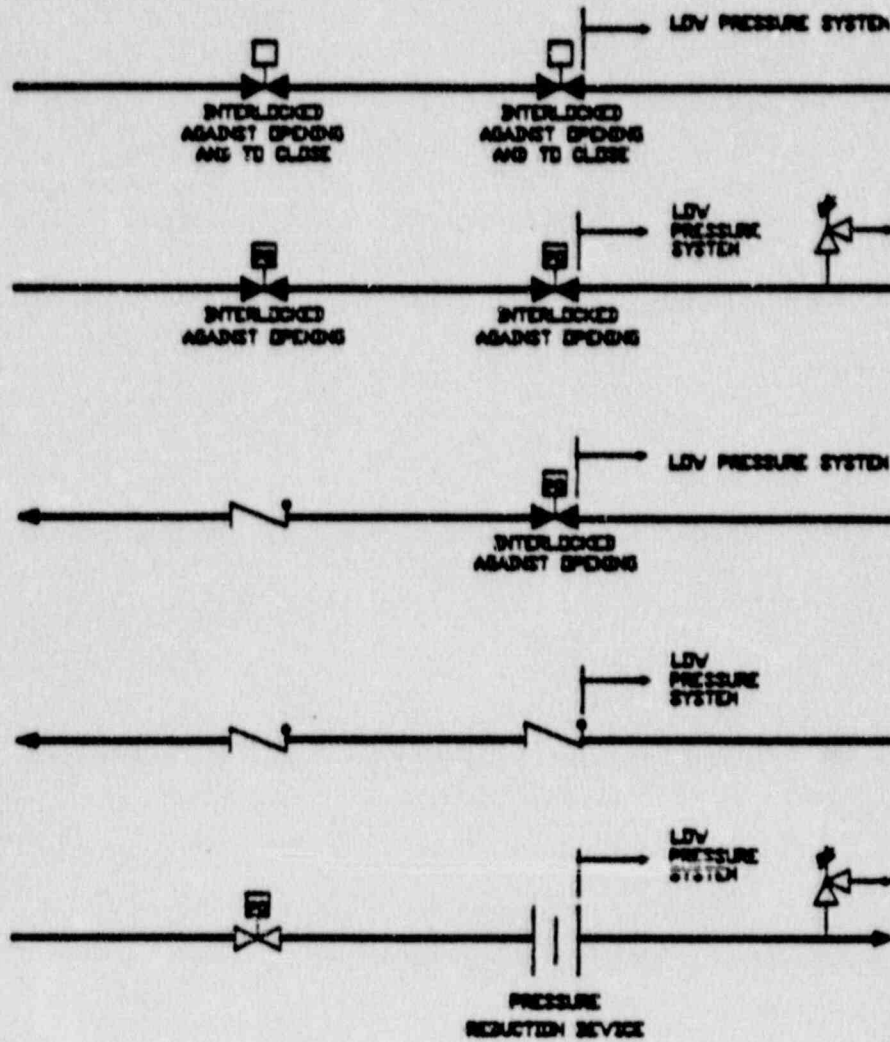 LOW PRESSURE SYSTEM
INTERLOCKED
AGAINST OPENING
AND TO CLOSE
INTERLOCKED
AGAINST OPENING
AND TO CLOSE
LOW
PRESSURE
SYSTEM
INTERLOCKED
AGAINST OPENING
INTERLOCKED
AGAINST OPENING
LOW PRESSURE SYSTEM
INTERLOCKED
AGAINST OPENING
LOW
PRESSURE
SYSTEM
LOW
PRESSURE
SYSTEM
PRESSURE
REDUCTION DEVICE